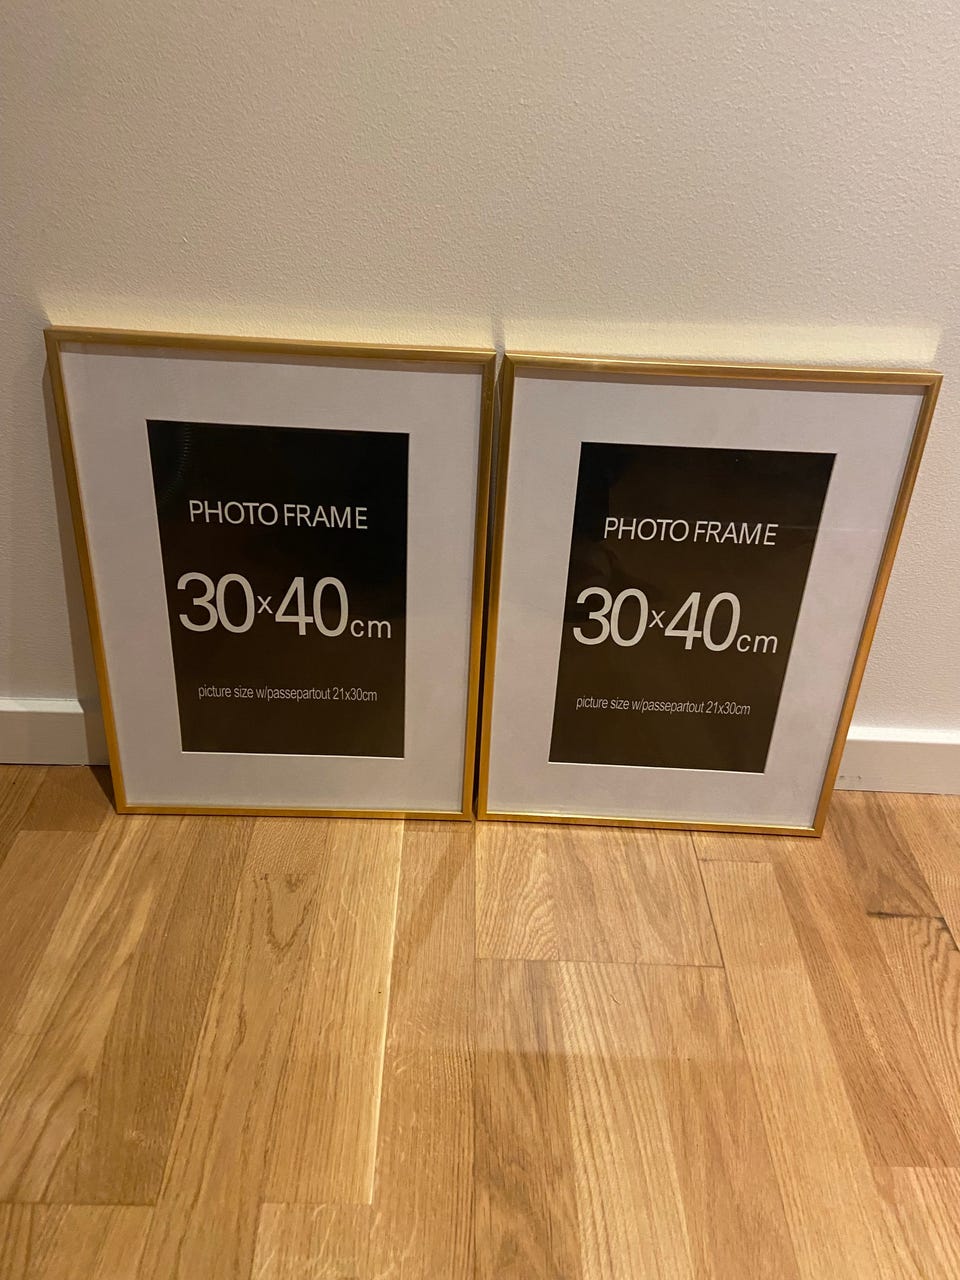 PHOTO FRAME
30x40cm
picture size w/passepartout 21x30cm
PHOTO FRAME
30x40cm
picture size w/passepartout 21x30cm